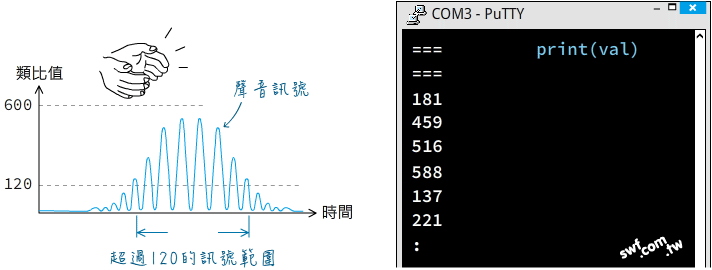 類比值
600
聲音訊號
120
時間
超過120的訊號範圍
COM3 - PuTTY
===        print(val)
===
181
459
516
588
137
221
:
swf.com.tw